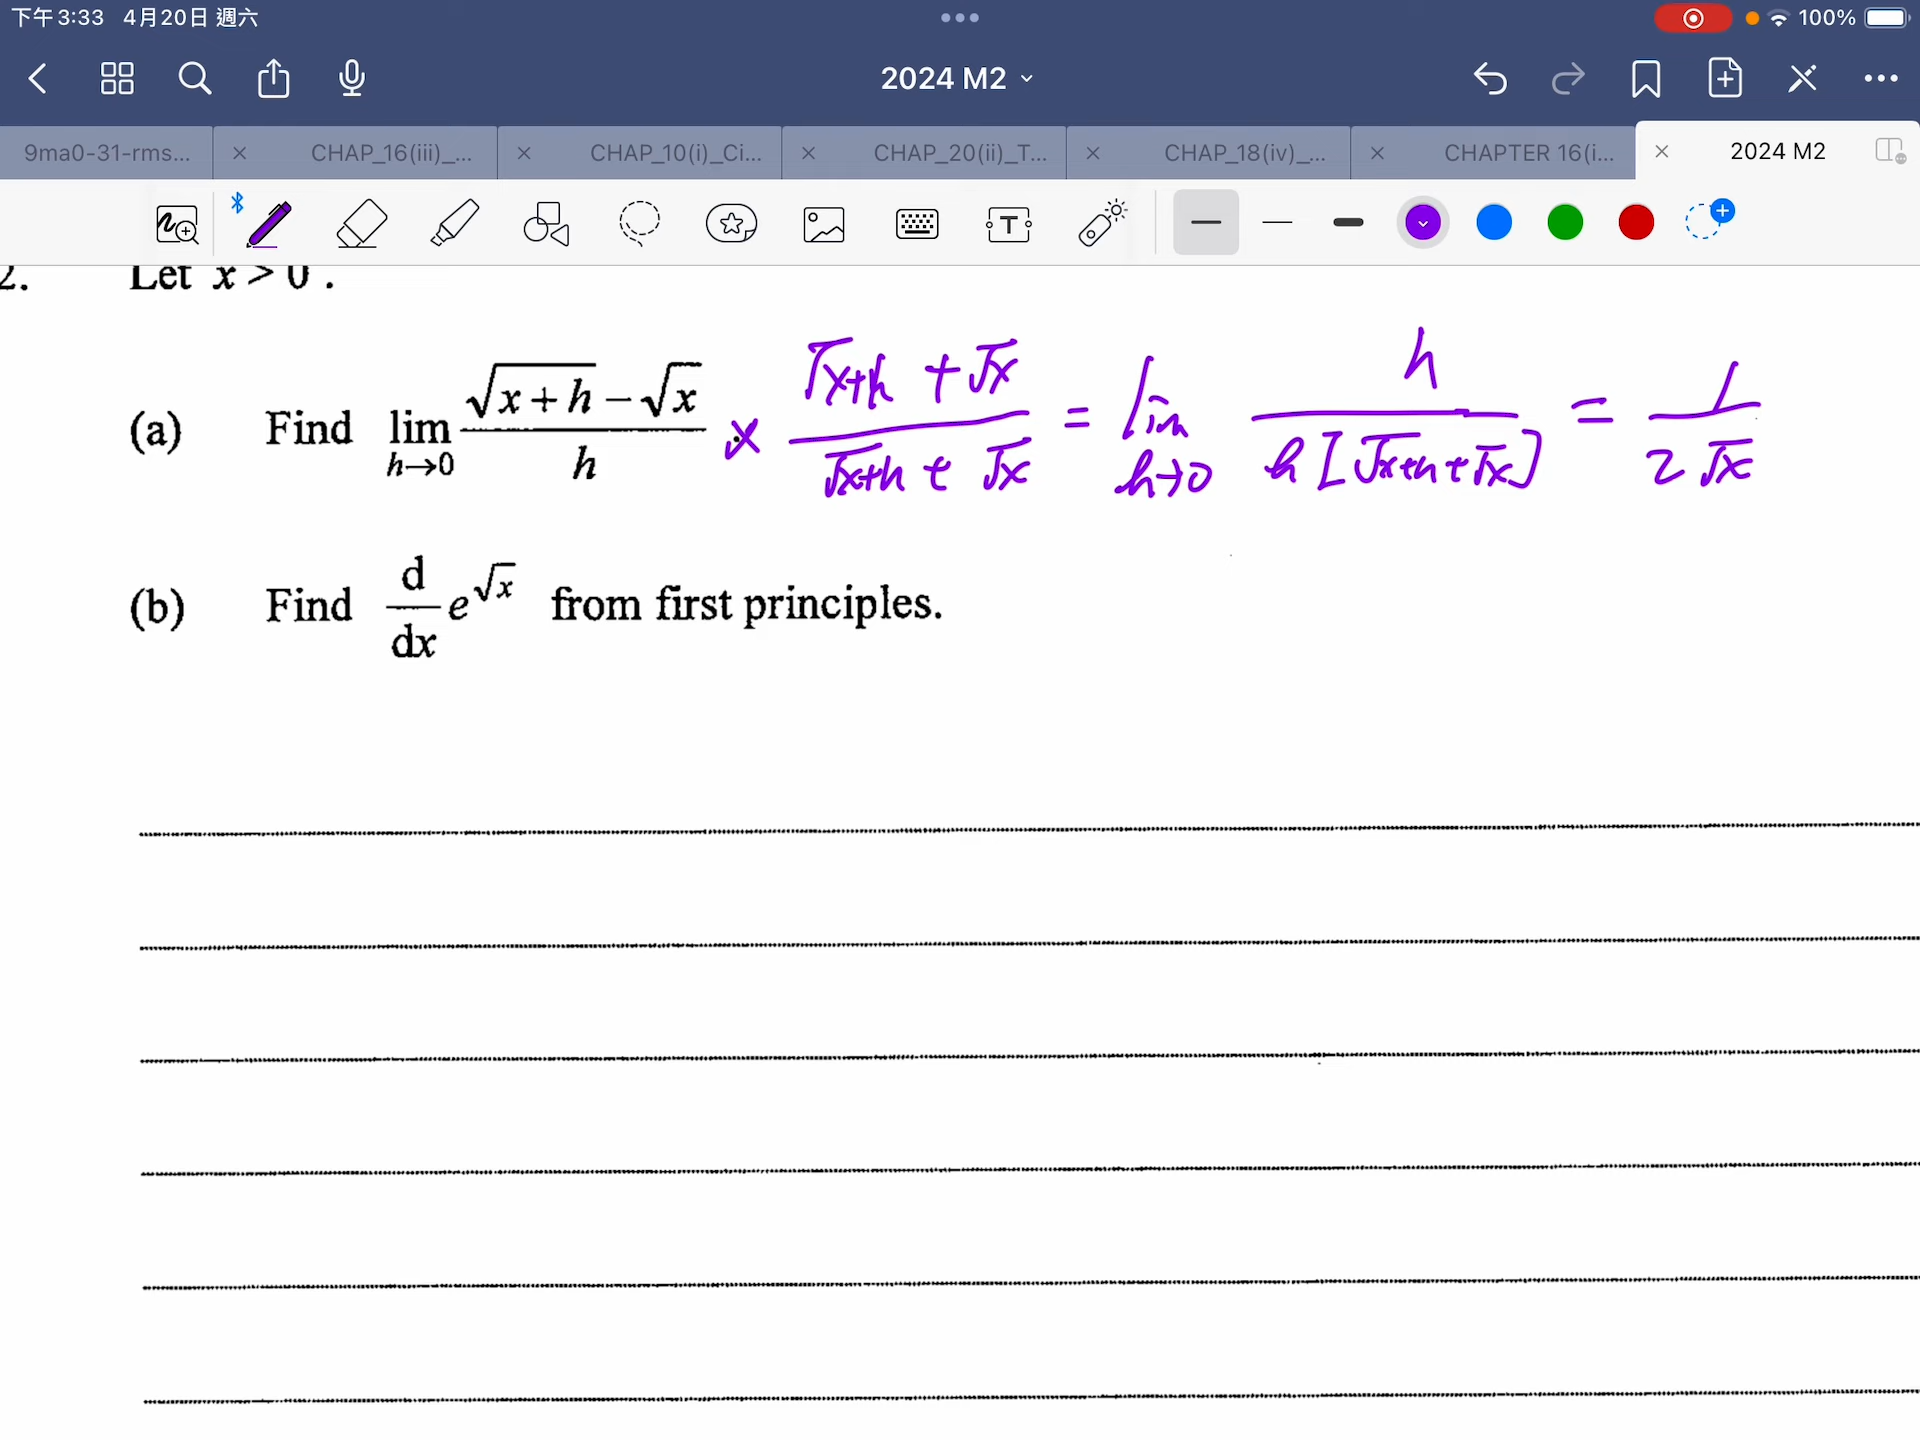 下午3:33 4月20日 週六
100%
2024 M2
9ma0-31-rms... CHAP_16(iii)_... CHAP_10(i)_Ci... CHAP_20(ii)_T... CHAP_18(iv)_... CHAPTER 16(i... 2024 M2
2. Let x > 0 .
(a) Find lim_{h→0} (√(x+h) − √x)/h × (√(x+h) + √x)/(√(x+h) + √x) = lim_{h→0} h/(h[√(x+h) + √x]) = 1/(2√x)
(b) Find d/dx e^{√x} from first principles.